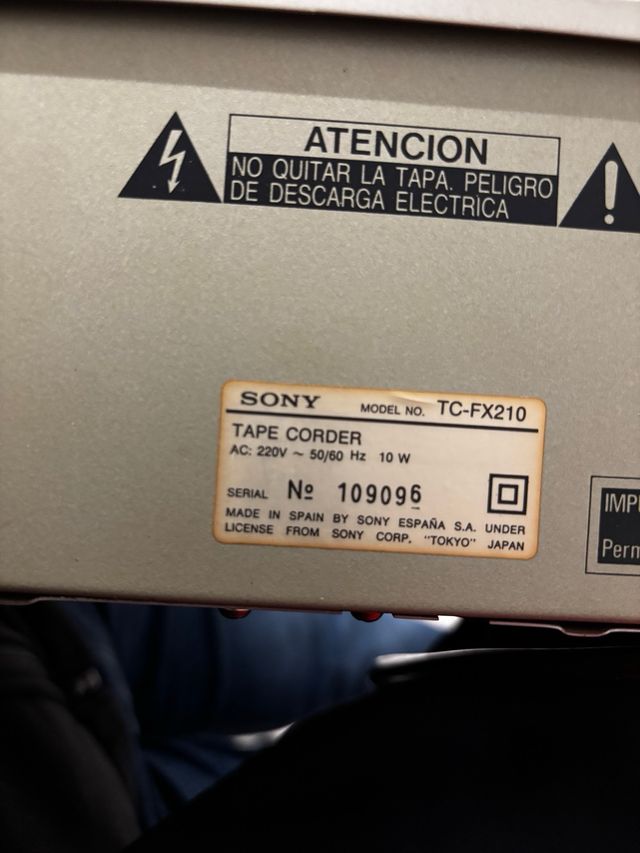 ATENCION
NO QUITAR LA TAPA. PELIGRO
DE DESCARGA ELECTRICA
SONY MODEL NO. TC-FX210
TAPE CORDER
AC: 220V ~ 50/60 Hz 10 W
SERIAL Nº 109096
MADE IN SPAIN BY SONY ESPAÑA S.A. UNDER
LICENSE FROM SONY CORP. "TOKYO" JAPAN